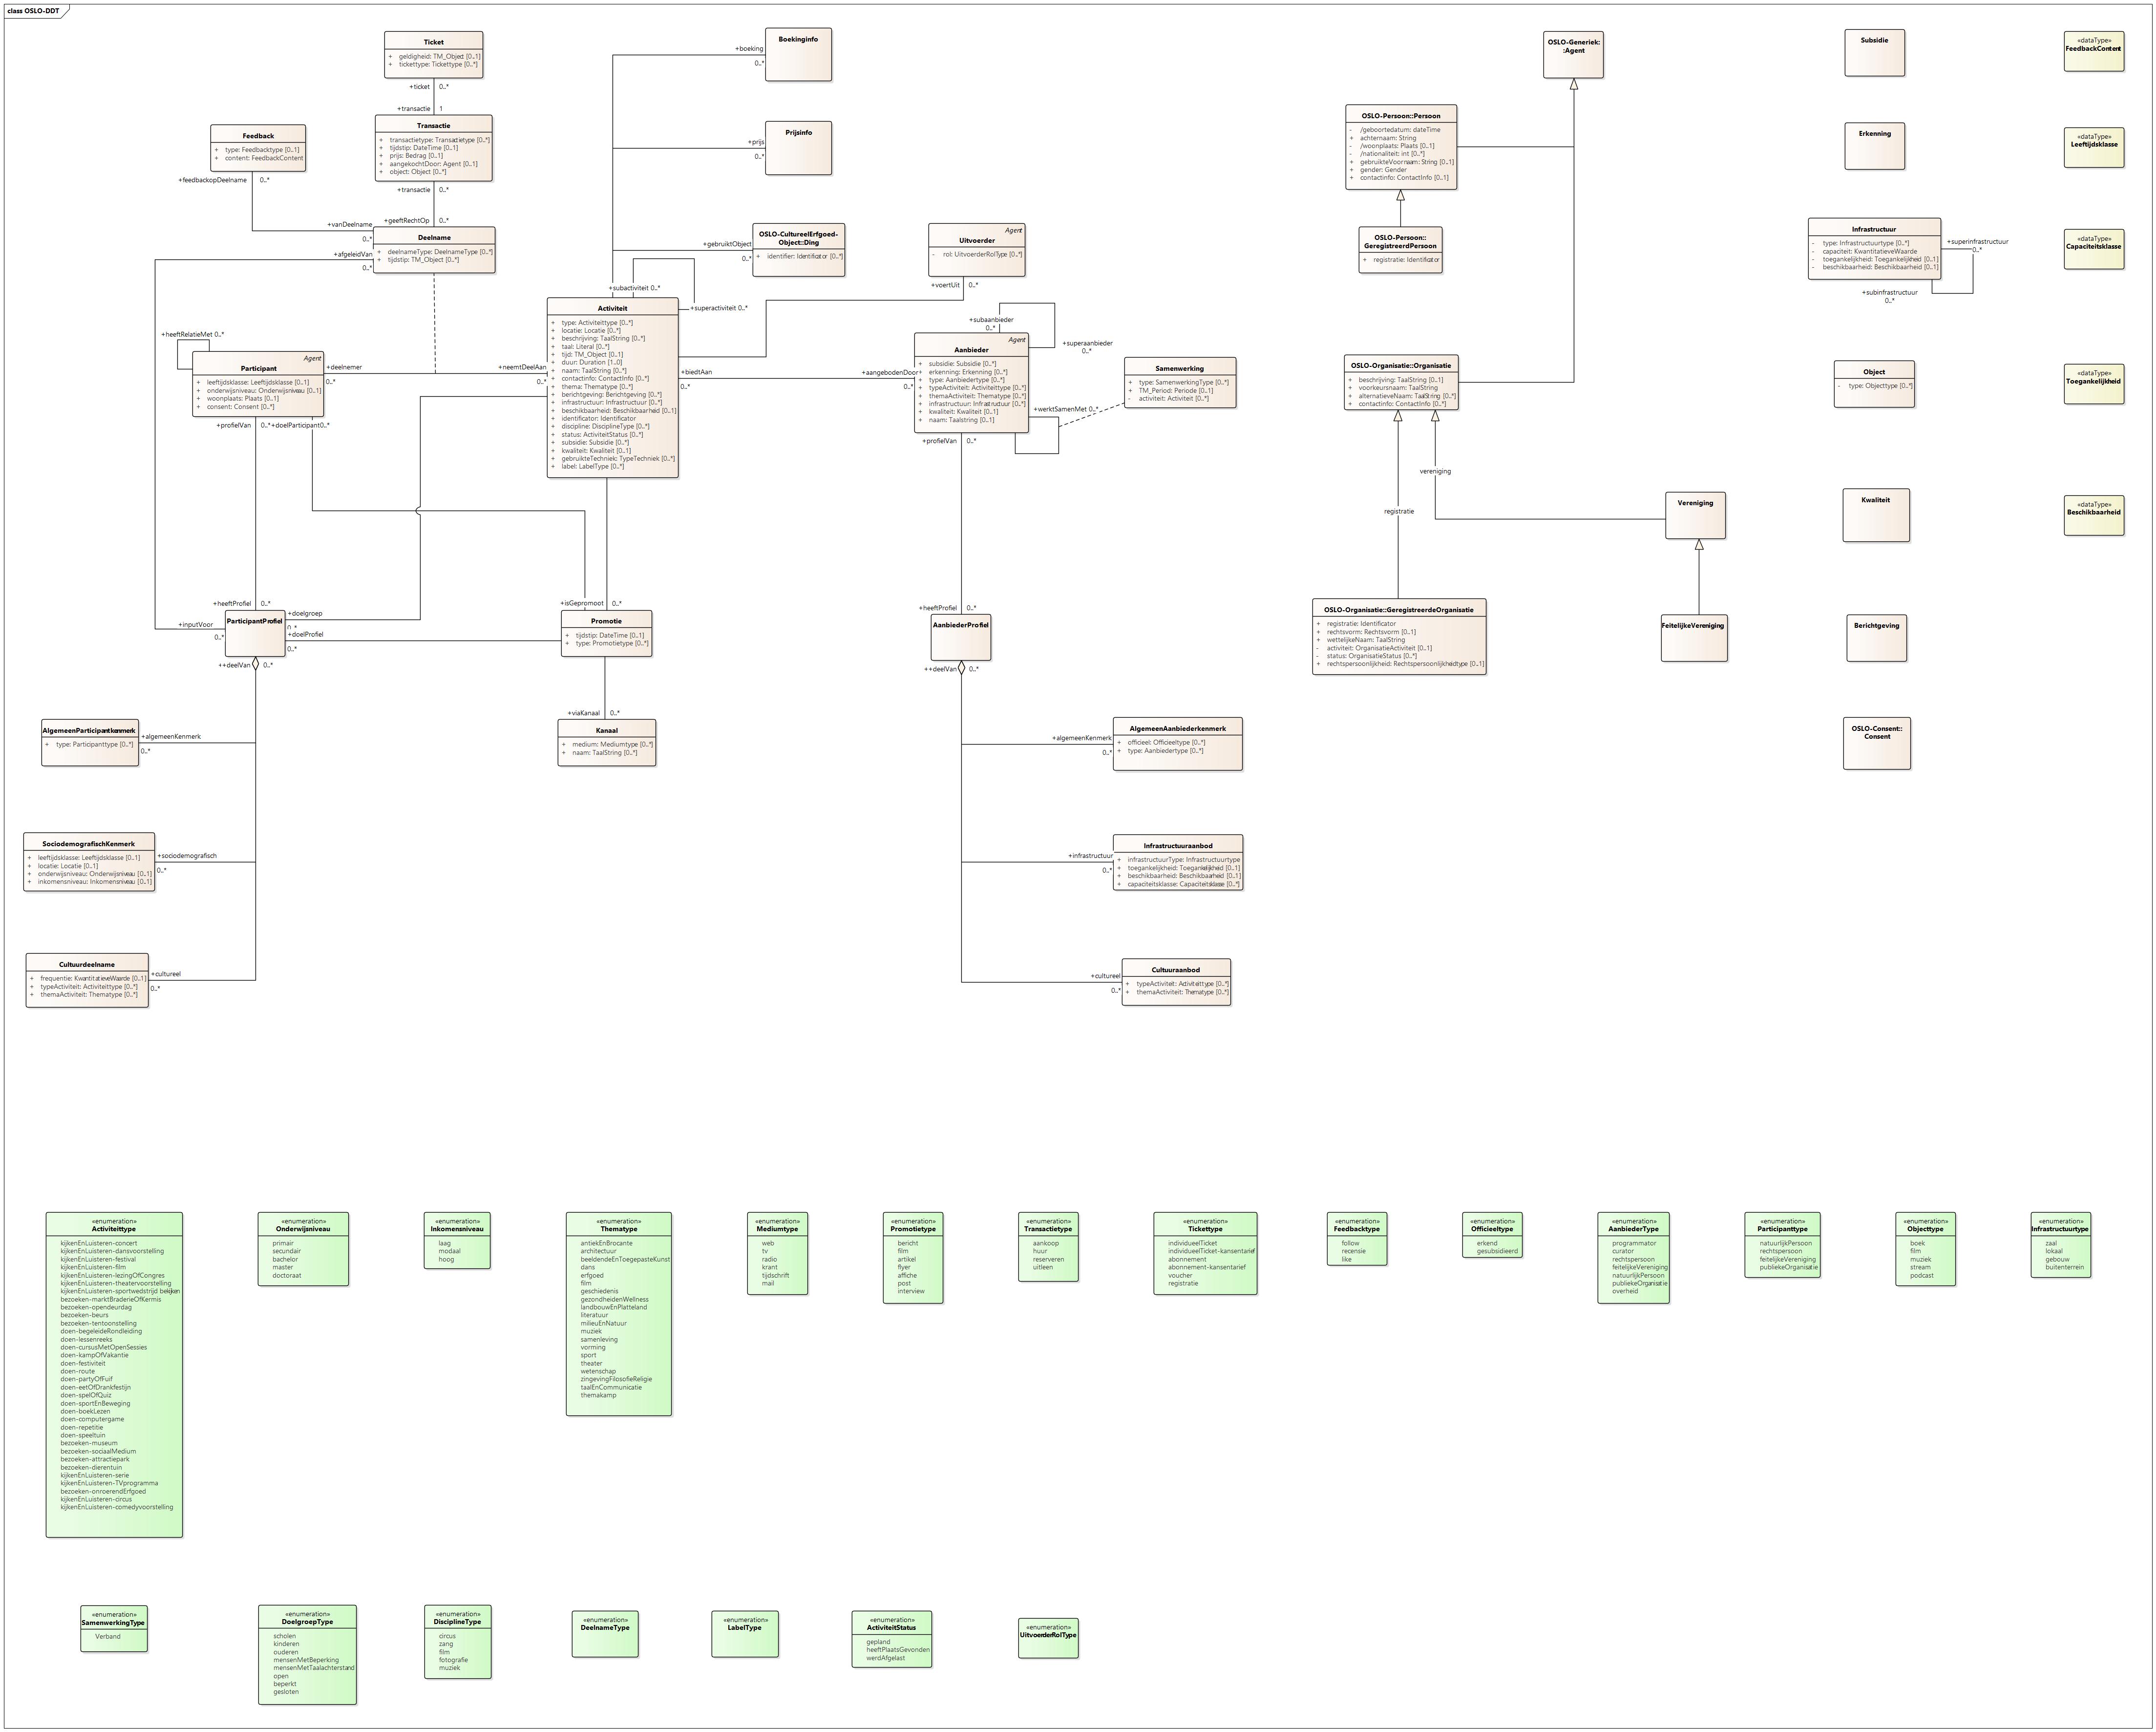 class OSLO-DDT
Ticket
+ geldigheid: TM_Object [0..1]
+ tickettype: Tickettype [0..*]
+ticket 0..*
+transactie 1
Transactie
+ transactietype: Transactietype [0..*]
+ tijdstip: DateTime [0..1]
+ prijs: Bedrag [0..1]
+ aangekochtDoor: Agent [0..1]
+ object: Object [0..*]
+transactie 0..*
+geeftRechtOp 0..*
Feedback
+ type: Feedbacktype [0..1]
+ content: FeedbackContent
+feedbackopDeelname 0..*
+vanDeelname
0..*
Deelname
+ deelnameType: DeelnameType [0..*]
+ tijdstip: TM_Object [0..*]
+afgeleidVan
0..*
Boekinginfo
+boeking
0..*
Prijsinfo
+prijs
0..*
OSLO-CultureelErfgoed-
Object::Ding
+ identifier: Identifiator [0..*]
+gebruiktObject
0..*
Agent
Uitvoerder
- rol: UitvoerderRolType [0..*]
+voertUit 0..*
+subactiviteit 0..*
+superactiviteit 0..*
Activiteit
+ type: Activiteittype [0..*]
+ locatie: Locatie [0..*]
+ beschrijving: TaalString [0..*]
+ taal: Literal [0..*]
+ tijd: TM_Object [0..1]
+ duur: Duration [1..0]
+ naam: TaalString [0..*]
+ contactinfo: ContactInfo [0..*]
+ thema: Thematype [0..*]
+ berichtgeving: Berichtgeving [0..*]
+ infrastructuur: Infrastructuur [0..*]
+ beschikbaarheid: Beschikbaarheid [0..1]
+ identificator: Identificator
+ discipline: DisciplineType [0..*]
+ status: ActiviteitStatus [0..*]
+ subsidie: Subsidie [0..*]
+ kwaliteit: Kwaliteit [0..1]
+ gebruikteTechniek: TypeTechniek [0..*]
+ label: LabelType [0..*]
+heeftRelatieMet 0..*
Agent
Participant
+ leeftijdsklasse: Leeftijdsklasse [0..1]
+ onderwijsniveau: Onderwijsniveau [0..1]
+ woonplaats: Plaats [0..1]
+ consent: Consent [0..*]
+deelnemer
0..*
+neemtDeelAan
0..*
+profielVan 0..*
+doelParticipant 0..*
+biedtAan
0..*
+aangebodenDoor
0..*
+subaanbieder
0..*
+superaanbieder
0..*
Agent
Aanbieder
+ subsidie: Subsidie [0..*]
+ erkenning: Erkenning [0..*]
+ type: Aanbiedertype [0..*]
+ typeActiviteit: Activiteittype [0..*]
+ themaActiviteit: Thematype [0..*]
+ infrastructuur: Infrastructuur [0..*]
+ kwaliteit: Kwaliteit [0..1]
+ naam: Taalstring [0..1]
+werktSamenMet 0..*
+profielVan 0..*
Samenwerking
+ type: SamenwerkingType [0..*]
+ TM_Period: Periode [0..1]
- activiteit: Activiteit [0..*]
+heeftProfiel 0..*
+inputVoor
0..*
ParticipantProfiel
+doelgroep
0..*
+doelProfiel
0..*
++deelVan 0..*
+isGepromoot 0..*
Promotie
+ tijdstip: DateTime [0..1]
+ type: Promotietype [0..*]
+viaKanaal 0..*
Kanaal
+ medium: Mediumtype [0..*]
+ naam: TaalString [0..*]
+heeftProfiel 0..*
AanbiederProfiel
++deelVan 0..*
AlgemeenParticipantkenmerk
+ type: Participanttype [0..*]
+algemeenKenmerk
0..*
SociodemografischKenmerk
+ leeftijdsklasse: Leeftijdsklasse [0..1]
+ locatie: Locatie [0..1]
+ onderwijsniveau: Onderwijsniveau [0..1]
+ inkomensniveau: Inkomensniveau [0..1]
+sociodemografisch
0..*
Cultuurdeelname
+ frequentie: KwantitatieveWaarde [0..1]
+ typeActiviteit: Activiteittype [0..*]
+ themaActiviteit: Thematype [0..*]
+cultureel
0..*
+algemeenKenmerk
0..*
AlgemeenAanbiederkenmerk
+ officieel: Officieeltype [0..*]
+ type: Aanbiedertype [0..*]
+infrastructuur
0..*
Infrastructuuraanbod
+ infrastructuurType: Infrastructuurtype
+ toegankelijkheid: Toegankelijkheid [0..1]
+ beschikbaarheid: Beschikbaarheid [0..1]
+ capaciteitsklasse: Capaciteitsklasse [0..*]
+cultureel
0..*
Cultuuraanbod
+ typeActiviteit: Activiteittype [0..*]
+ themaActiviteit: Thematype [0..*]
OSLO-Generiek:
:Agent
OSLO-Persoon::Persoon
- /geboortedatum: dateTime
+ achternaam: String
- /woonplaats: Plaats [0..1]
- /nationaliteit: int [0..*]
+ gebruikteVoornaam: String [0..1]
+ gender: Gender
+ contactinfo: ContactInfo [0..1]
OSLO-Persoon::
GeregistreerdPersoon
+ registratie: Identificator
OSLO-Organisatie::Organisatie
+ beschrijving: TaalString [0..1]
+ voorkeursnaam: TaalString
+ alternatieveNaam: TaalString [0..*]
+ contactinfo: ContactInfo [0..*]
vereniging
registratie
Vereniging
FeitelijkeVereniging
OSLO-Organisatie::GeregistreerdeOrganisatie
+ registratie: Identificator
+ rechtsvorm: Rechtsvorm [0..1]
+ wettelijkeNaam: TaalString
- activiteit: OrganisatieActiviteit [0..1]
- status: OrganisatieStatus [0..*]
+ rechtspersoonlijkheid: Rechtspersoonlijkheidtype [0..1]
Subsidie
Erkenning
Infrastructuur
- type: Infrastructuurtype [0..*]
- capaciteit: KwantitatieveWaarde
- toegankelijkheid: Toegankelijkheid [0..1]
- beschikbaarheid: Beschikbaarheid [0..1]
+superinfrastructuur
0..*
+subinfrastructuur
0..*
Object
- type: Objecttype [0..*]
Kwaliteit
Berichtgeving
OSLO-Consent::
Consent
«dataType»
FeedbackContent
«dataType»
Leeftijdsklasse
«dataType»
Capaciteitsklasse
«dataType»
Toegankelijkheid
«dataType»
Beschikbaarheid
«enumeration»
Activiteittype
kijkenEnLuisteren-concert
kijkenEnLuisteren-dansvoorstelling
kijkenEnLuisteren-festival
kijkenEnLuisteren-film
kijkenEnLuisteren-lezingOfCongres
kijkenEnLuisteren-theatervoorstelling
kijkenEnLuisteren-sportwedstrijd bekijken
bezoeken-marktBraderieOfKermis
bezoeken-opendeurdag
bezoeken-beurs
bezoeken-tentoonstelling
doen-begeleideRondleiding
doen-lessenreeks
doen-cursusMetOpenSessies
doen-kampOfVakantie
doen-festiviteit
doen-route
doen-partyOfFuif
doen-eetOfDrankfestijn
doen-spelOfQuiz
doen-sportEnBeweging
doen-boekLezen
doen-computergame
doen-repetitie
doen-speeltuin
bezoeken-museum
bezoeken-sociaalMedium
bezoeken-attractiepark
bezoeken-dierentuin
kijkenEnLuisteren-serie
kijkenEnLuisteren-TVprogramma
bezoeken-onroerendErfgoed
kijkenEnLuisteren-circus
kijkenEnLuisteren-comedyvoorstelling
«enumeration»
Onderwijsniveau
primair
secundair
bachelor
master
doctoraat
«enumeration»
Inkomensniveau
laag
modaal
hoog
«enumeration»
Thematype
antiekEnBrocante
architectuur
beeldendeEnToegepasteKunst
dans
erfgoed
film
geschiedenis
gezondheidenWellness
landbouwEnPlatteland
literatuur
milieuEnNatuur
muziek
samenleving
vorming
sport
theater
wetenschap
zingevingFilosofieReligie
taalEnCommunicatie
themakamp
«enumeration»
Mediumtype
web
tv
radio
krant
tijdschrift
mail
«enumeration»
Promotietype
bericht
film
artikel
flyer
affiche
post
interview
«enumeration»
Transactietype
aankoop
huur
reserveren
uitleen
«enumeration»
Tickettype
individueelTicket
individueelTicket-kansentarief
abonnement
abonnement-kansentarief
voucher
registratie
«enumeration»
Feedbacktype
follow
recensie
like
«enumeration»
Officieeltype
erkend
gesubsidieerd
«enumeration»
AanbiederType
programmator
curator
rechtspersoon
feitelijkeVereniging
natuurlijkPersoon
publiekeOrganisatie
overheid
«enumeration»
Participanttype
natuurlijkPersoon
rechtspersoon
feitelijkeVereniging
publiekeOrganisatie
«enumeration»
Objecttype
boek
film
muziek
stream
podcast
«enumeration»
Infrastructuurtype
zaal
lokaal
gebouw
buitenterrein
«enumeration»
SamenwerkingType
Verband
«enumeration»
DoelgroepType
scholen
kinderen
ouderen
mensenMetBeperking
mensenMetTaalachterstand
open
beperkt
gesloten
«enumeration»
DisciplineType
circus
zang
film
fotografie
muziek
«enumeration»
DeelnameType
«enumeration»
LabelType
«enumeration»
ActiviteitStatus
gepland
heeftPlaatsGevonden
werdAfgelast
«enumeration»
UitvoerderRolType